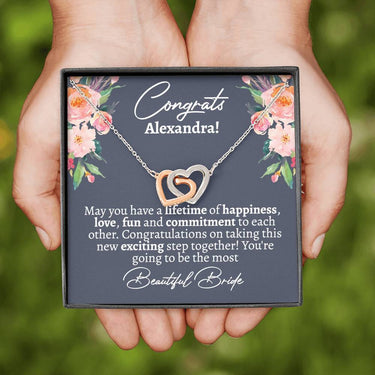 Congrats
Alexandra!
May you have a lifetime of happiness,
love, fun and commitment to each
other. Congratulations on taking this
new exciting step together! You're
going to be the most
Beautiful Bride